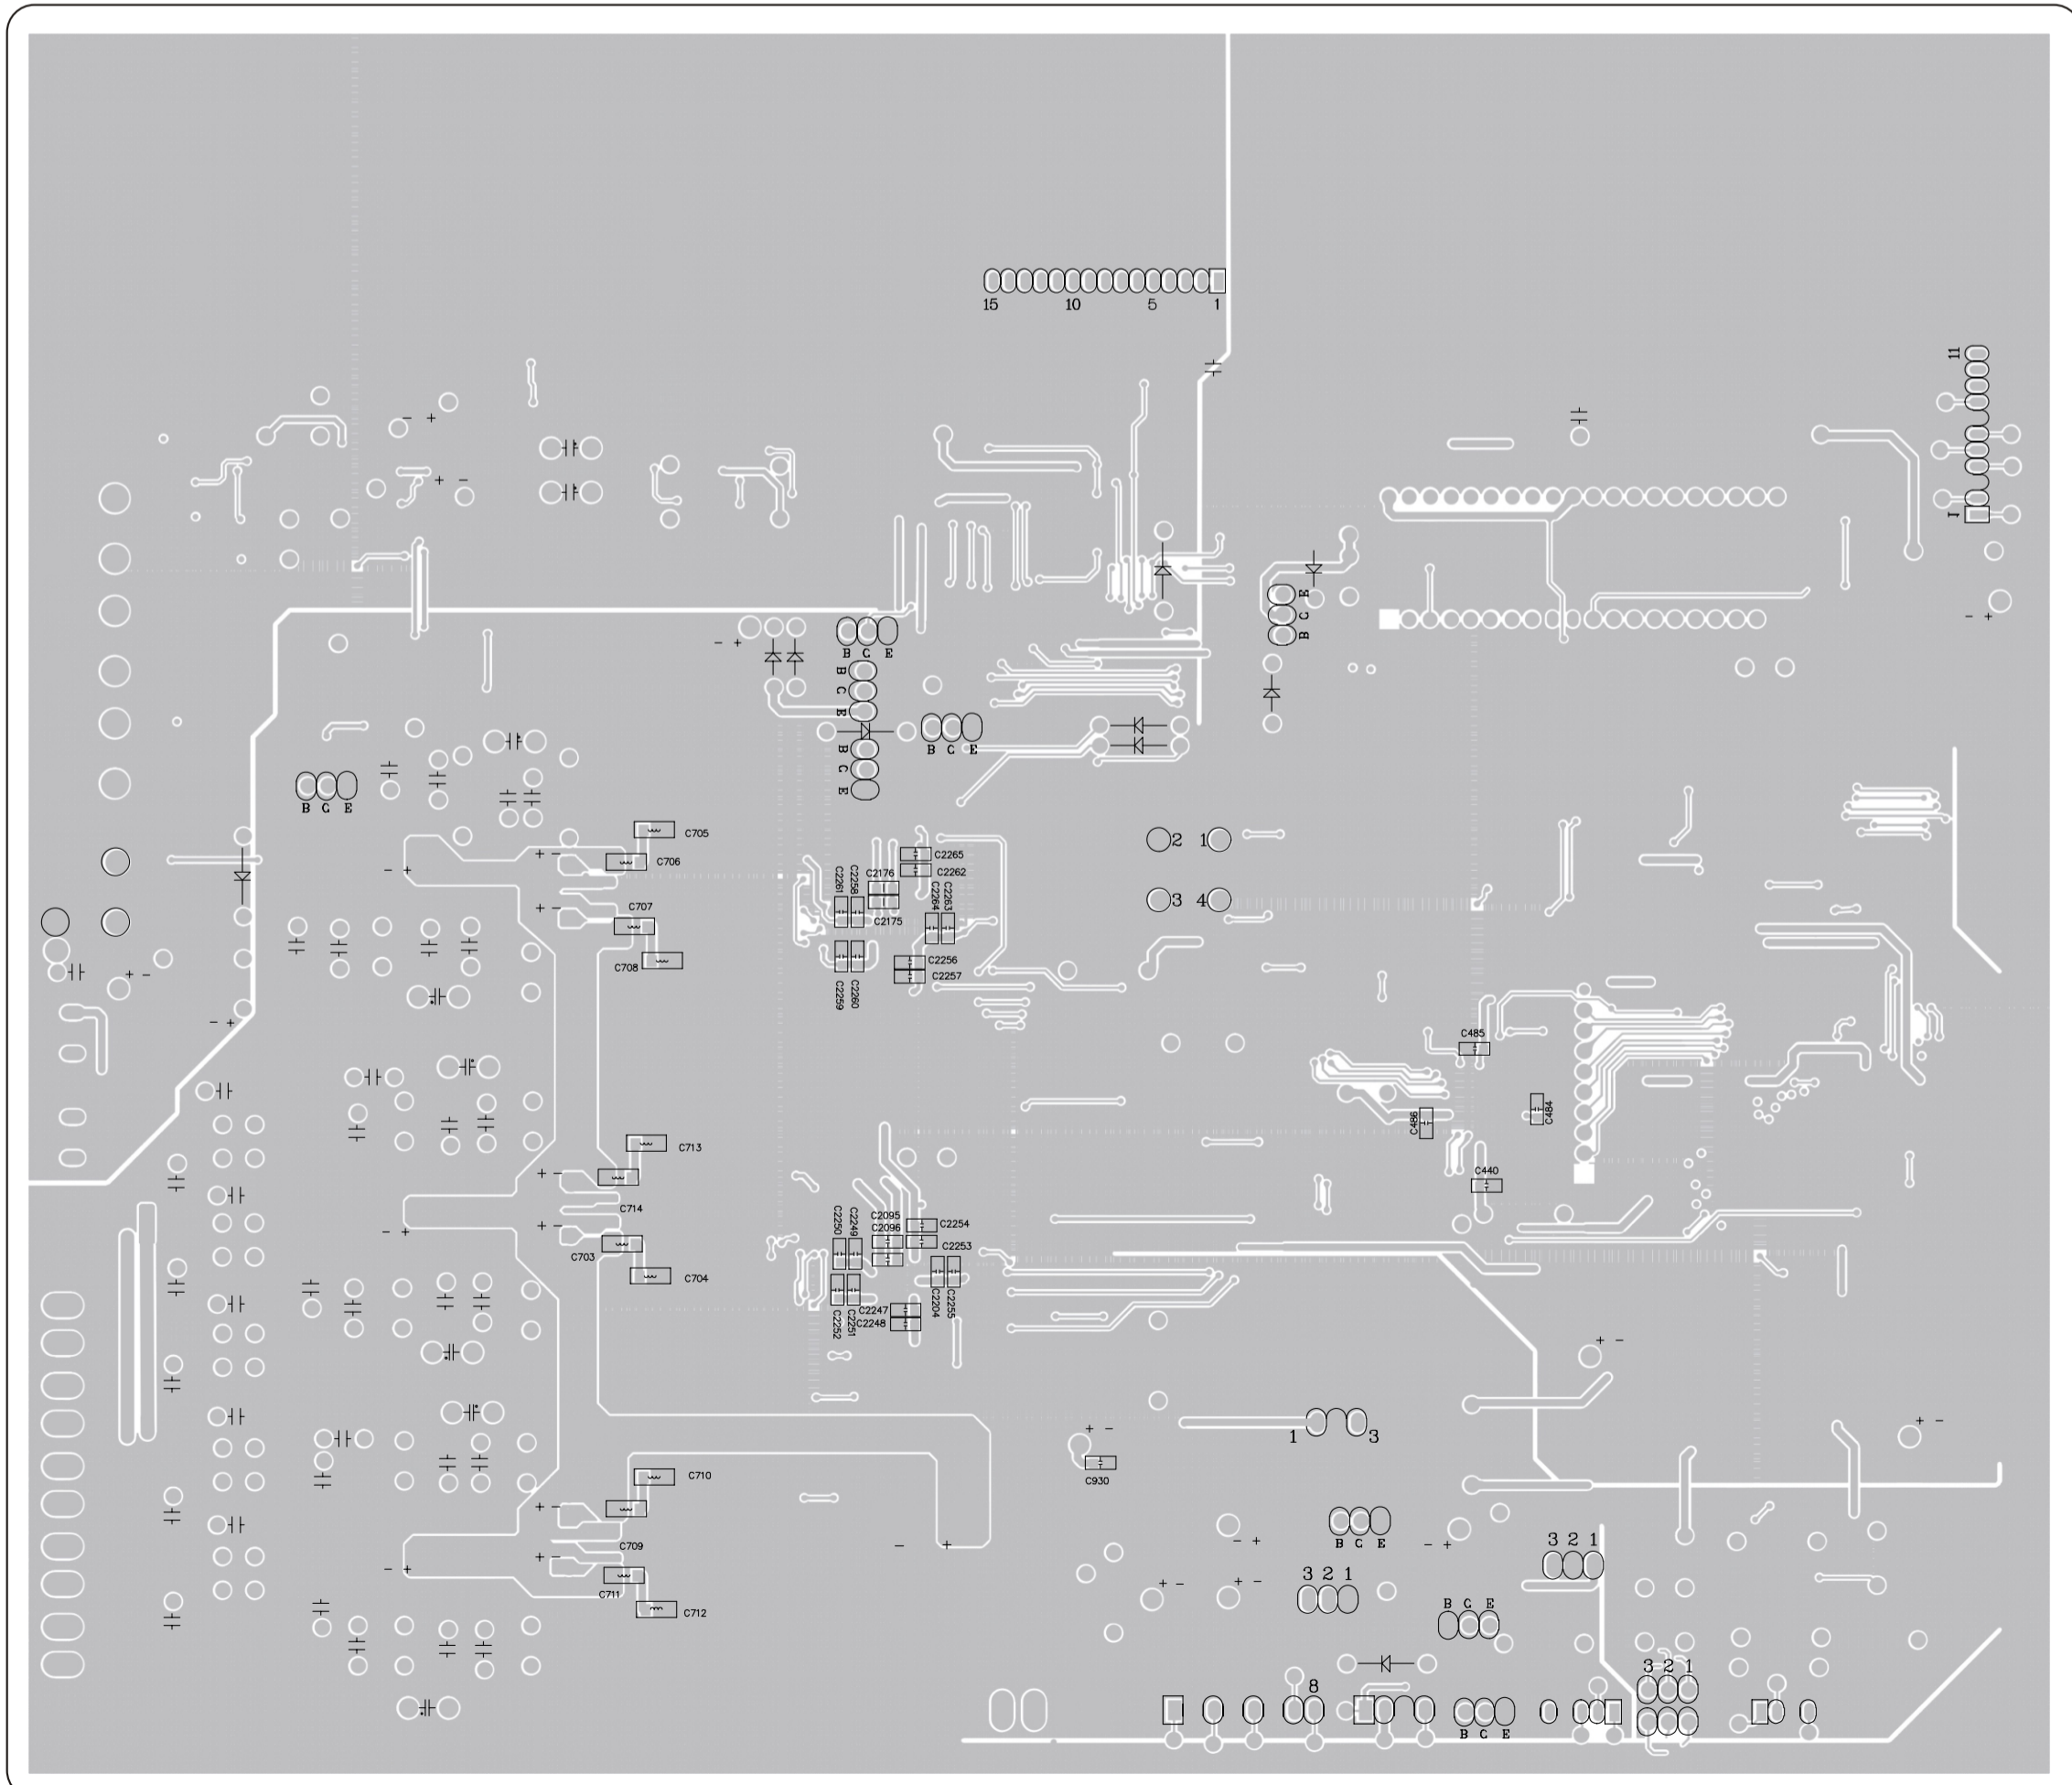 15 10 5 1
11
1
- +
+ -
E
C
B
- +
- +
B C E
B
C
E
B C E
B
C
E
B C E
C705
+ -
C706
- +
2 1
C2265
C2262
C2176
C2261
C2258
C2264
C2263
C2175
C707
+ -
3 4
C708
C2256
C2257
C2259
C2260
+ -
- +
C485
C484
C486
C713
+ -
C440
C714
C2095
C2096
C2254
C2250
C2249
C2253
- +
+ -
C703
C704
C2247
C2248
C2252
C2251
C2204
C2255
+ -
+ -
+ -
1 3
C930
C710
+ -
B C E
C709
- +
- +
- +
3 2 1
+ -
- +
C711
C712
+ -
+ -
3 2 1
B C E
3 2 1
8
B C E